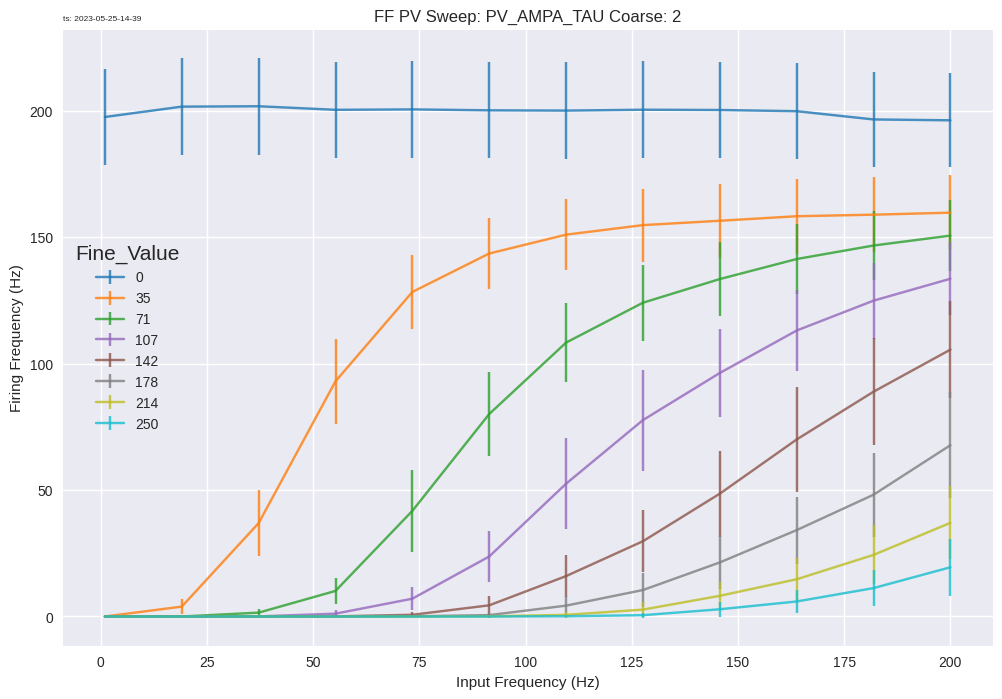 ts: 2023-05-25-14-39
FF PV Sweep: PV_AMPA_TAU Coarse: 2
Firing Frequency (Hz)
200
150
100
50
0
Fine_Value
0
35
71
107
142
178
214
250
0 25 50 75 100 125 150 175 200
Input Frequency (Hz)